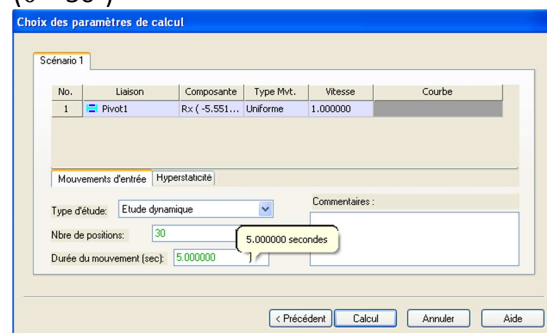 Choix des paramètres de calcul
Scénario 1
No. Liaison Composante Type Mvt. Vitesse Courbe
1 Pivot1 Rx ( -5.551... Uniforme 1.000000
Mouvements d'entrée Hyperstaticité
Type d'étude: Etude dynamique Commentaires :
Nbre de positions: 30
5.000000 secondes
Durée du mouvement (sec): 5.000000
< Précédent Calcul Annuler Aide